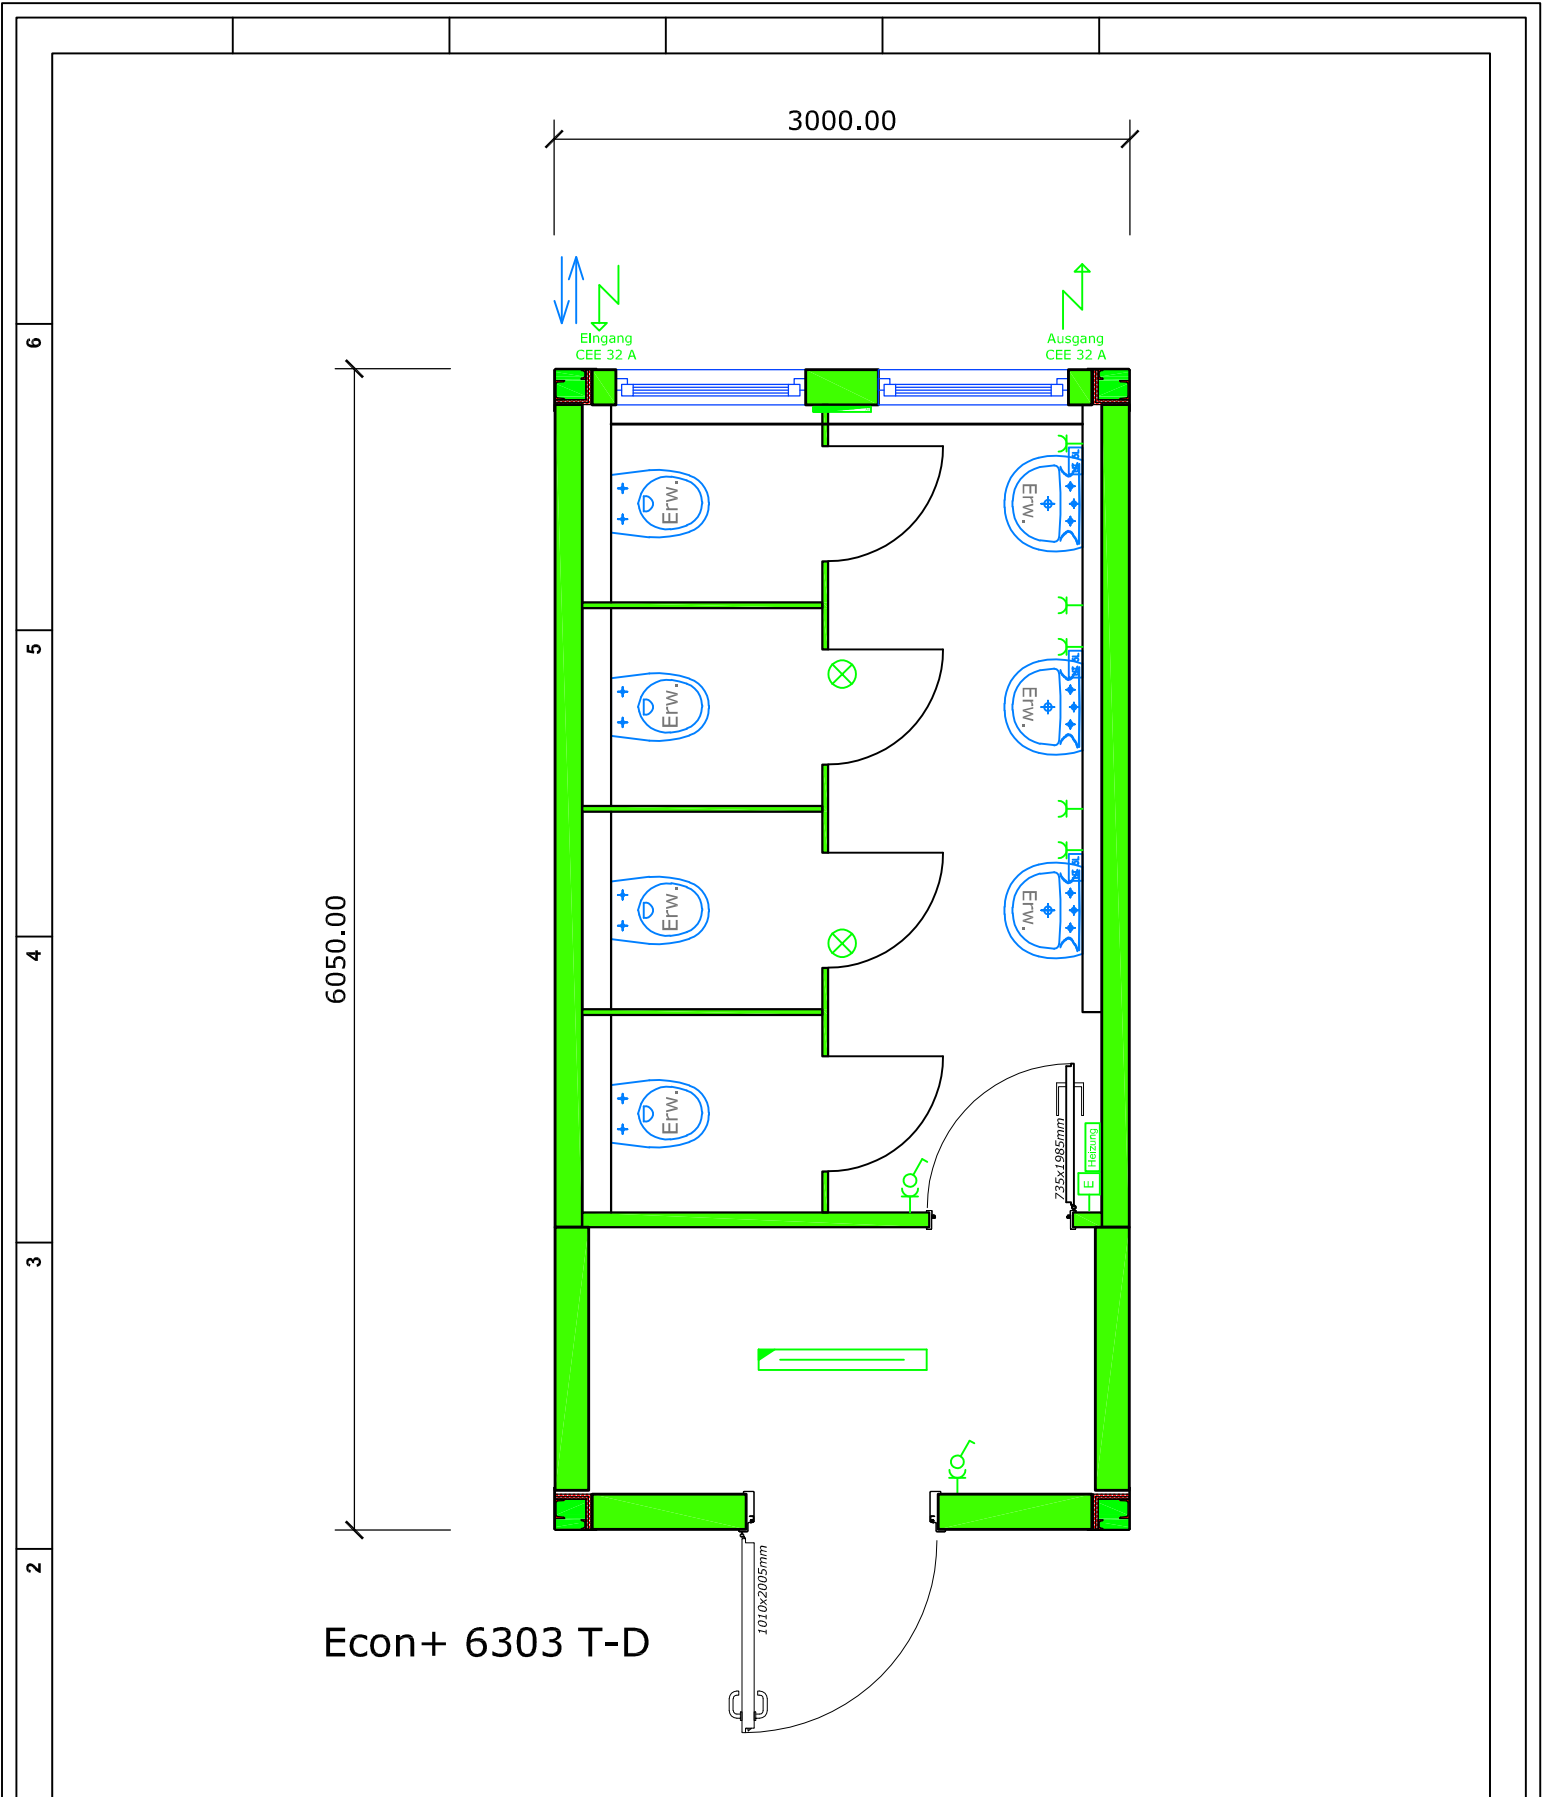 3000.00
Eingang
CEE 32 A
Ausgang
CEE 32 A
6
Erw.
Erw.
5
Erw.
Erw.
6050.00
4
Erw.
Erw.
Erw.
735x1985mm
Heizung
E
3
2
1010x2005mm
Econ+ 6303 T-D